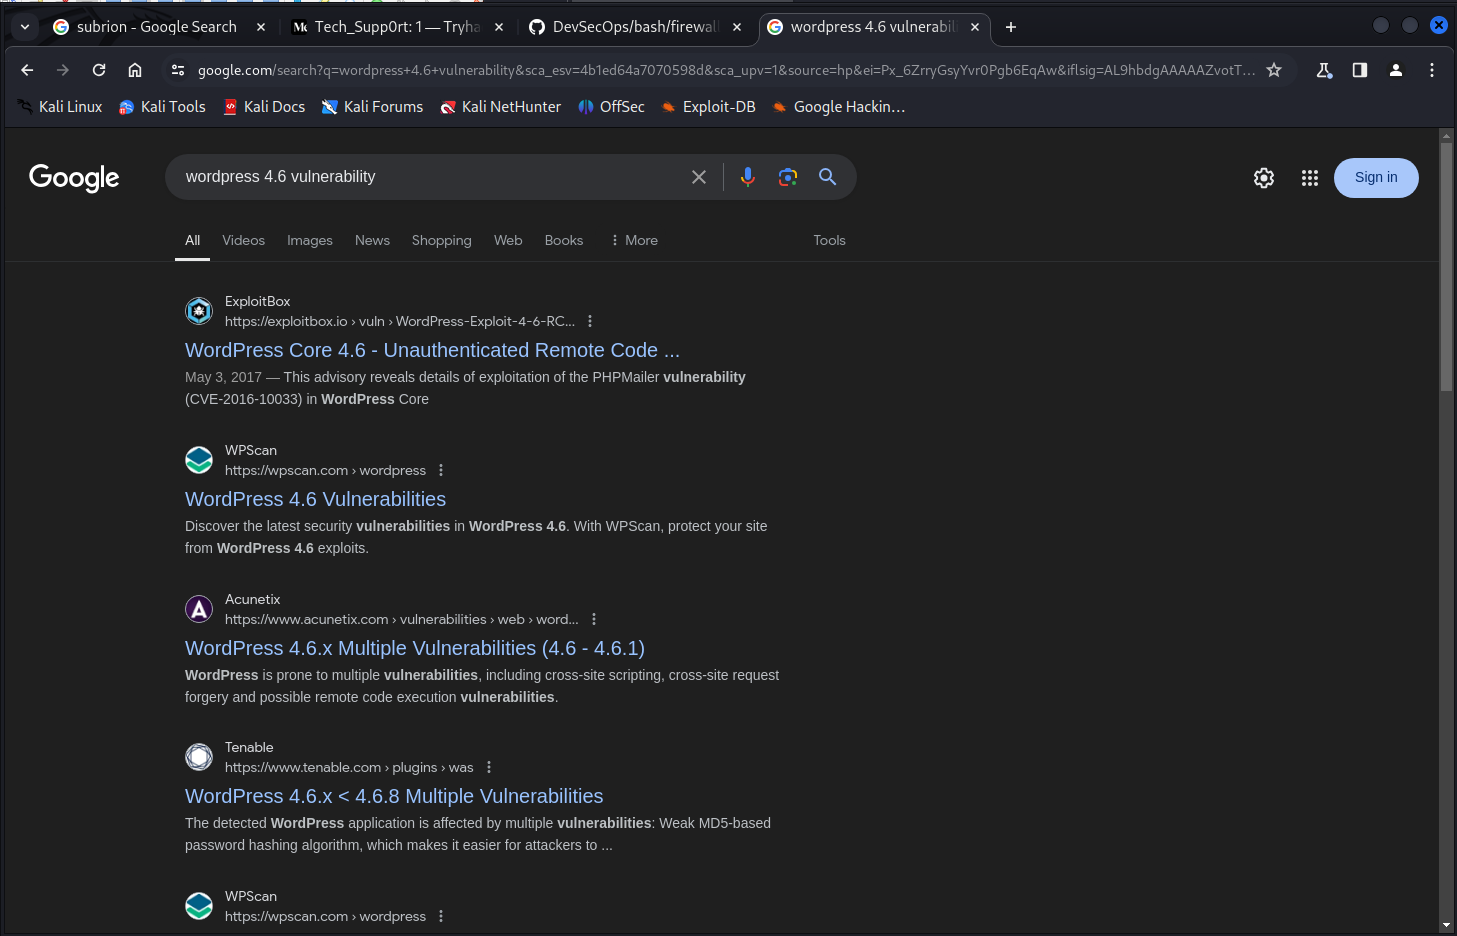 subrion - Google Search
Tech_Supp0rt: 1 — Tryha
DevSecOps/bash/firewal
wordpress 4.6 vulnerabil
google.com/search?q=wordpress+4.6+vulnerability&sca_esv=4b1ed64a7070598d&sca_upv=1&source=hp&ei=Px_6ZrryGsyYvr0Pgb6EqAw&iflsig=AL9hbdgAAAAAZvotT...
Kali Linux
Kali Tools
Kali Docs
Kali Forums
Kali NetHunter
OffSec
Exploit-DB
Google Hackin...
Google
wordpress 4.6 vulnerability
Sign in
All
Videos
Images
News
Shopping
Web
Books
More
Tools
ExploitBox
https://exploitbox.io › vuln › WordPress-Exploit-4-6-RC...
WordPress Core 4.6 - Unauthenticated Remote Code ...
May 3, 2017 — This advisory reveals details of exploitation of the PHPMailer vulnerability
(CVE-2016-10033) in WordPress Core
WPScan
https://wpscan.com › wordpress
WordPress 4.6 Vulnerabilities
Discover the latest security vulnerabilities in WordPress 4.6. With WPScan, protect your site
from WordPress 4.6 exploits.
Acunetix
https://www.acunetix.com › vulnerabilities › web › word...
WordPress 4.6.x Multiple Vulnerabilities (4.6 - 4.6.1)
WordPress is prone to multiple vulnerabilities, including cross-site scripting, cross-site request
forgery and possible remote code execution vulnerabilities.
Tenable
https://www.tenable.com › plugins › was
WordPress 4.6.x < 4.6.8 Multiple Vulnerabilities
The detected WordPress application is affected by multiple vulnerabilities: Weak MD5-based
password hashing algorithm, which makes it easier for attackers to ...
WPScan
https://wpscan.com › wordpress